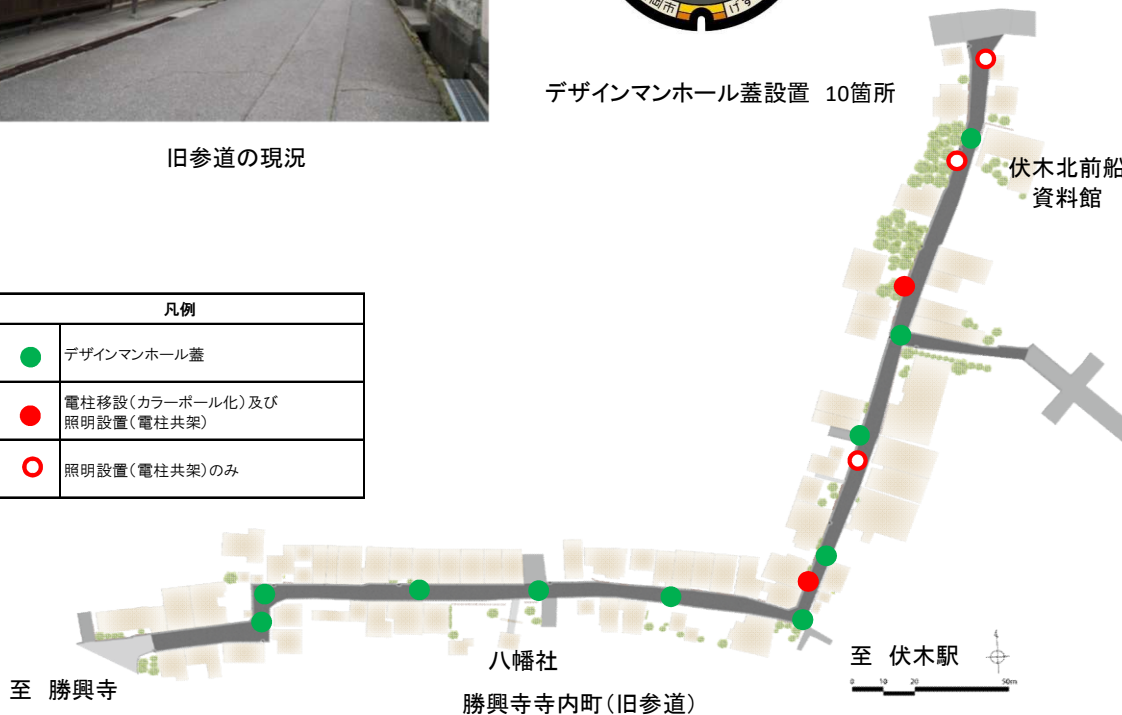 岡市
げす
デザインマンホール蓋設置 10箇所
旧参道の現況
伏木北前船
資料館
凡例
デザインマンホール蓋
電柱移設(カラーポール化)及び
照明設置(電柱共架)
照明設置(電柱共架)のみ
八幡社
至 伏木駅
至 勝興寺
勝興寺寺内町(旧参道)
0 10 20 50m